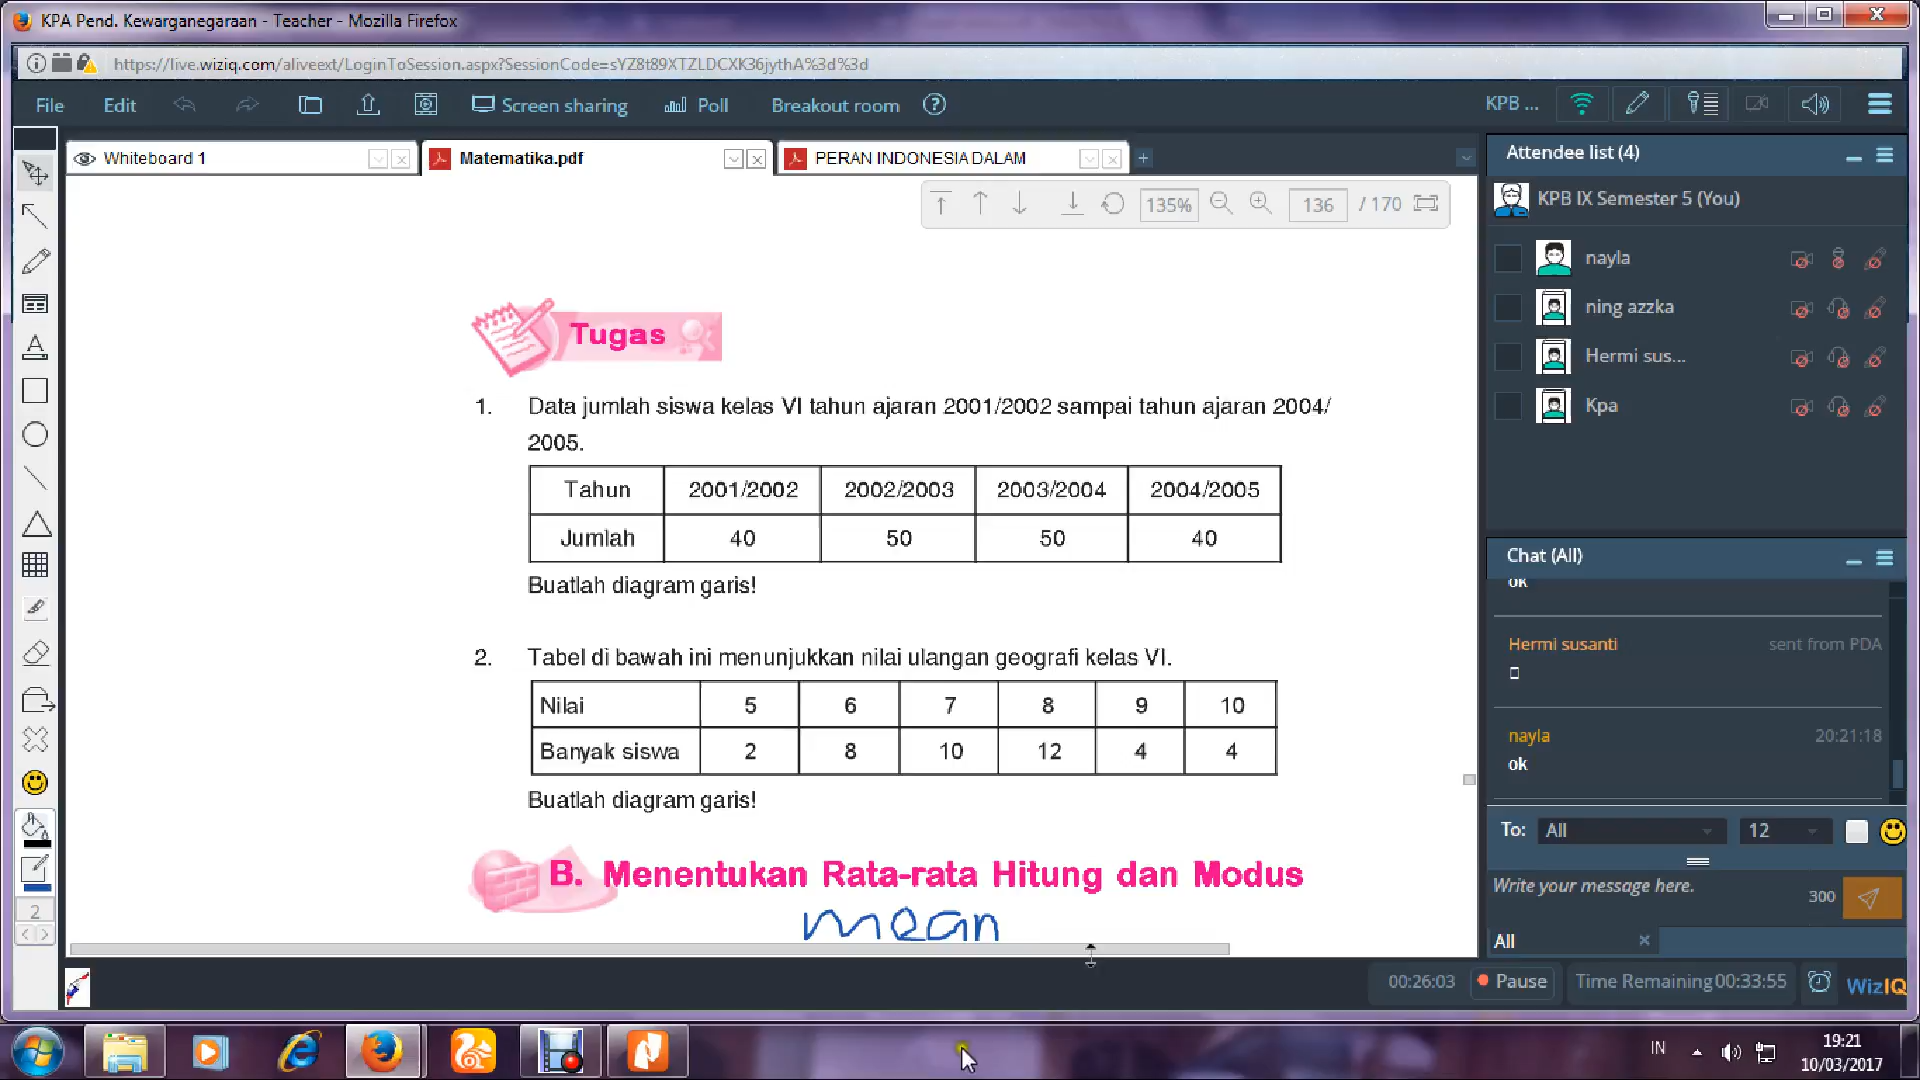 KPA Pend. Kewarganegaraan - Teacher - Mozilla Firefox
https://live.wiziq.com/aliveext/LoginToSession.aspx?SessionCode=sYZ8t89XTZLDCXK36jythA%3d%3d
File Edit Screen sharing Poll Breakout room KPB ...
Whiteboard 1 Matematika.pdf PERAN INDONESIA DALAM
135% 136 / 170
Tugas
1. Data jumlah siswa kelas VI tahun ajaran 2001/2002 sampai tahun ajaran 2004/
2005.
Tahun 2001/2002 2002/2003 2003/2004 2004/2005
Jumlah 40 50 50 40
Buatlah diagram garis!
2. Tabel di bawah ini menunjukkan nilai ulangan geografi kelas VI.
Nilai 5 6 7 8 9 10
Banyak siswa 2 8 10 12 4 4
Buatlah diagram garis!
B. Menentukan Rata-rata Hitung dan Modus
mean
2
Attendee list (4)
KPB IX Semester 5 (You)
nayla
ning azzka
Hermi sus...
Kpa
Chat (All)
ok
Hermi susanti sent from PDA
nayla 20:21:18
ok
To: All 12
Write your message here. 300
All
00:26:03 Pause Time Remaining 00:33:55 WizIQ
IN 19:21
10/03/2017